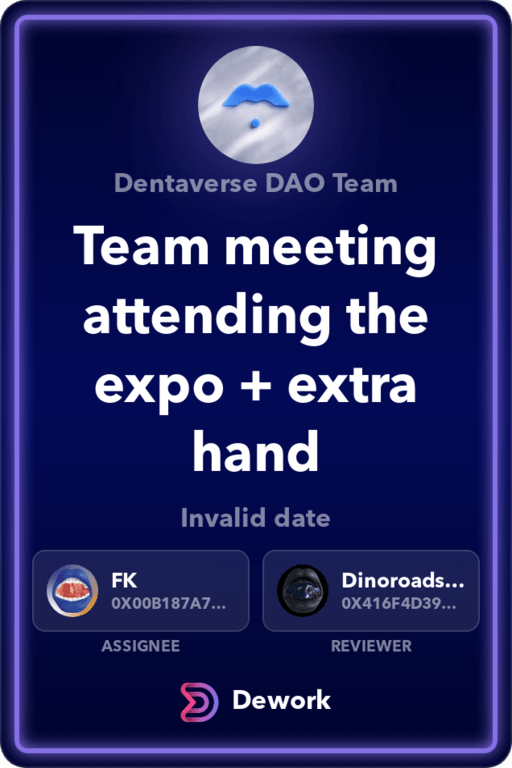 Dentaverse DAO Team
Team meeting
attending the
expo + extra
hand
Invalid date
FK
0X00B187A7...
Dinoroads...
0X416F4D39...
ASSIGNEE
REVIEWER
Dework